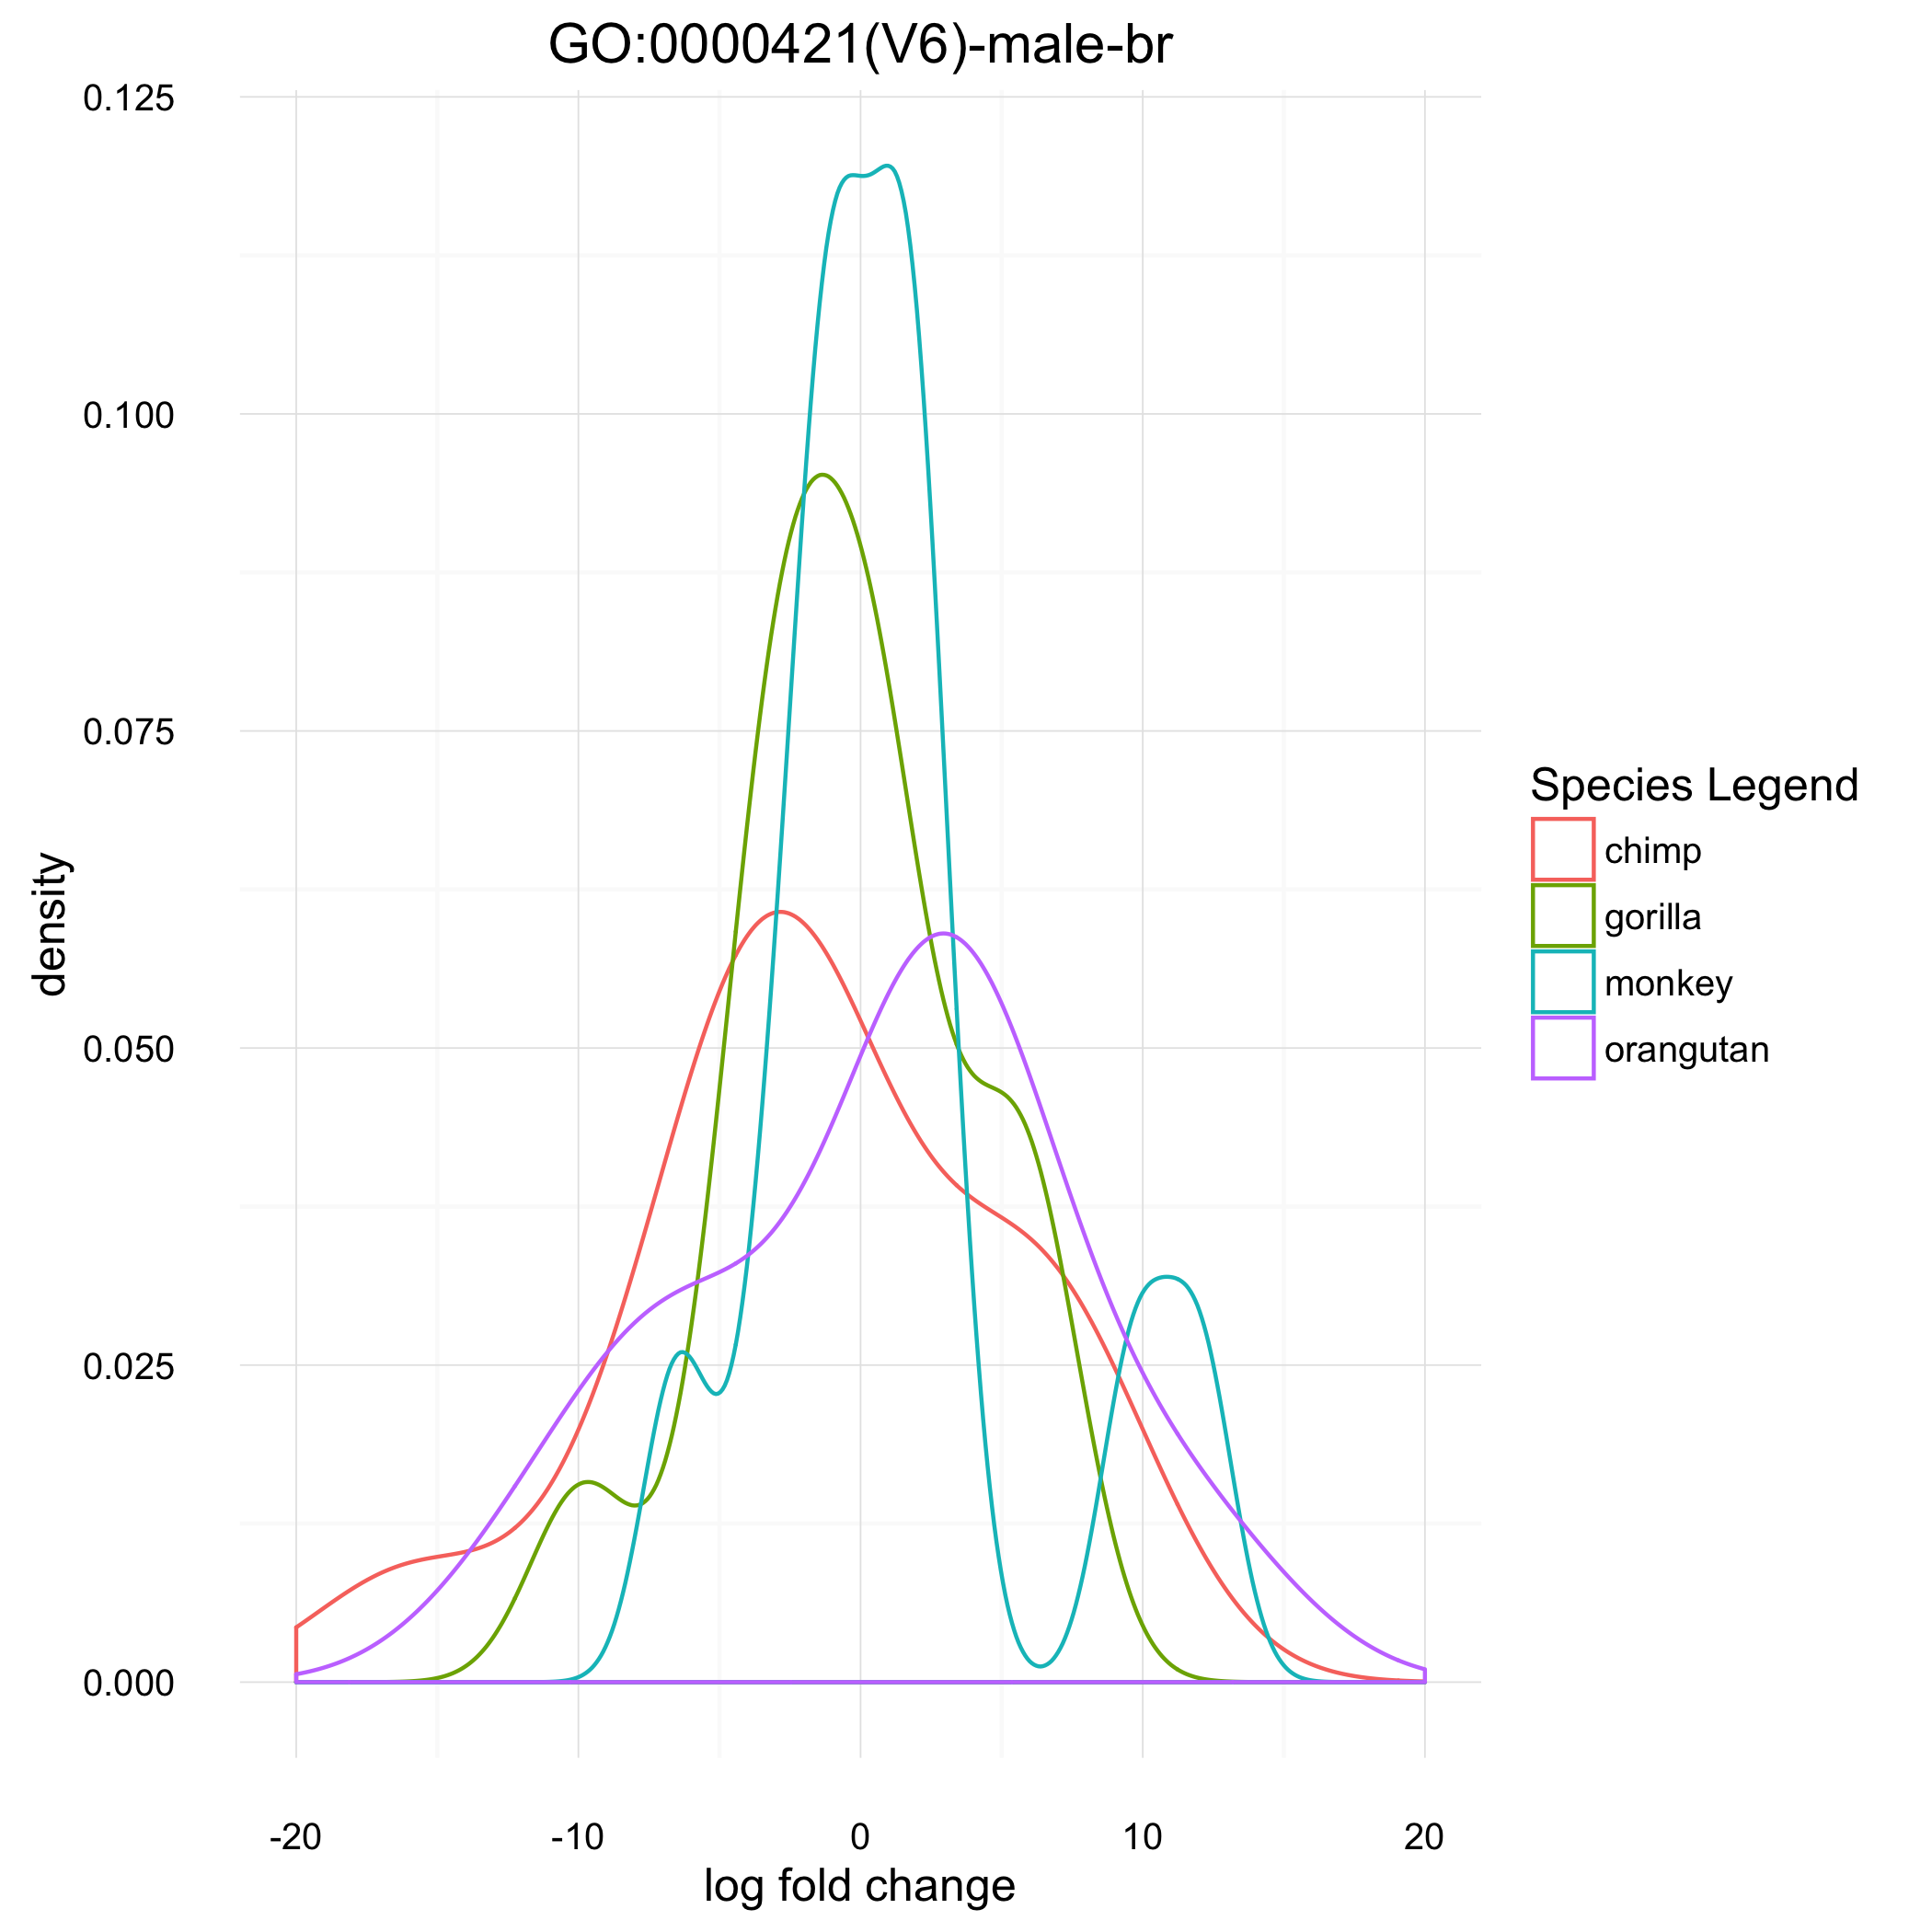 GO:0000421(V6)-male-br
0.125
0.100
0.075
0.050
0.025
0.000
density
-20 -10 0 10 20
log fold change
Species Legend
chimp
gorilla
monkey
orangutan